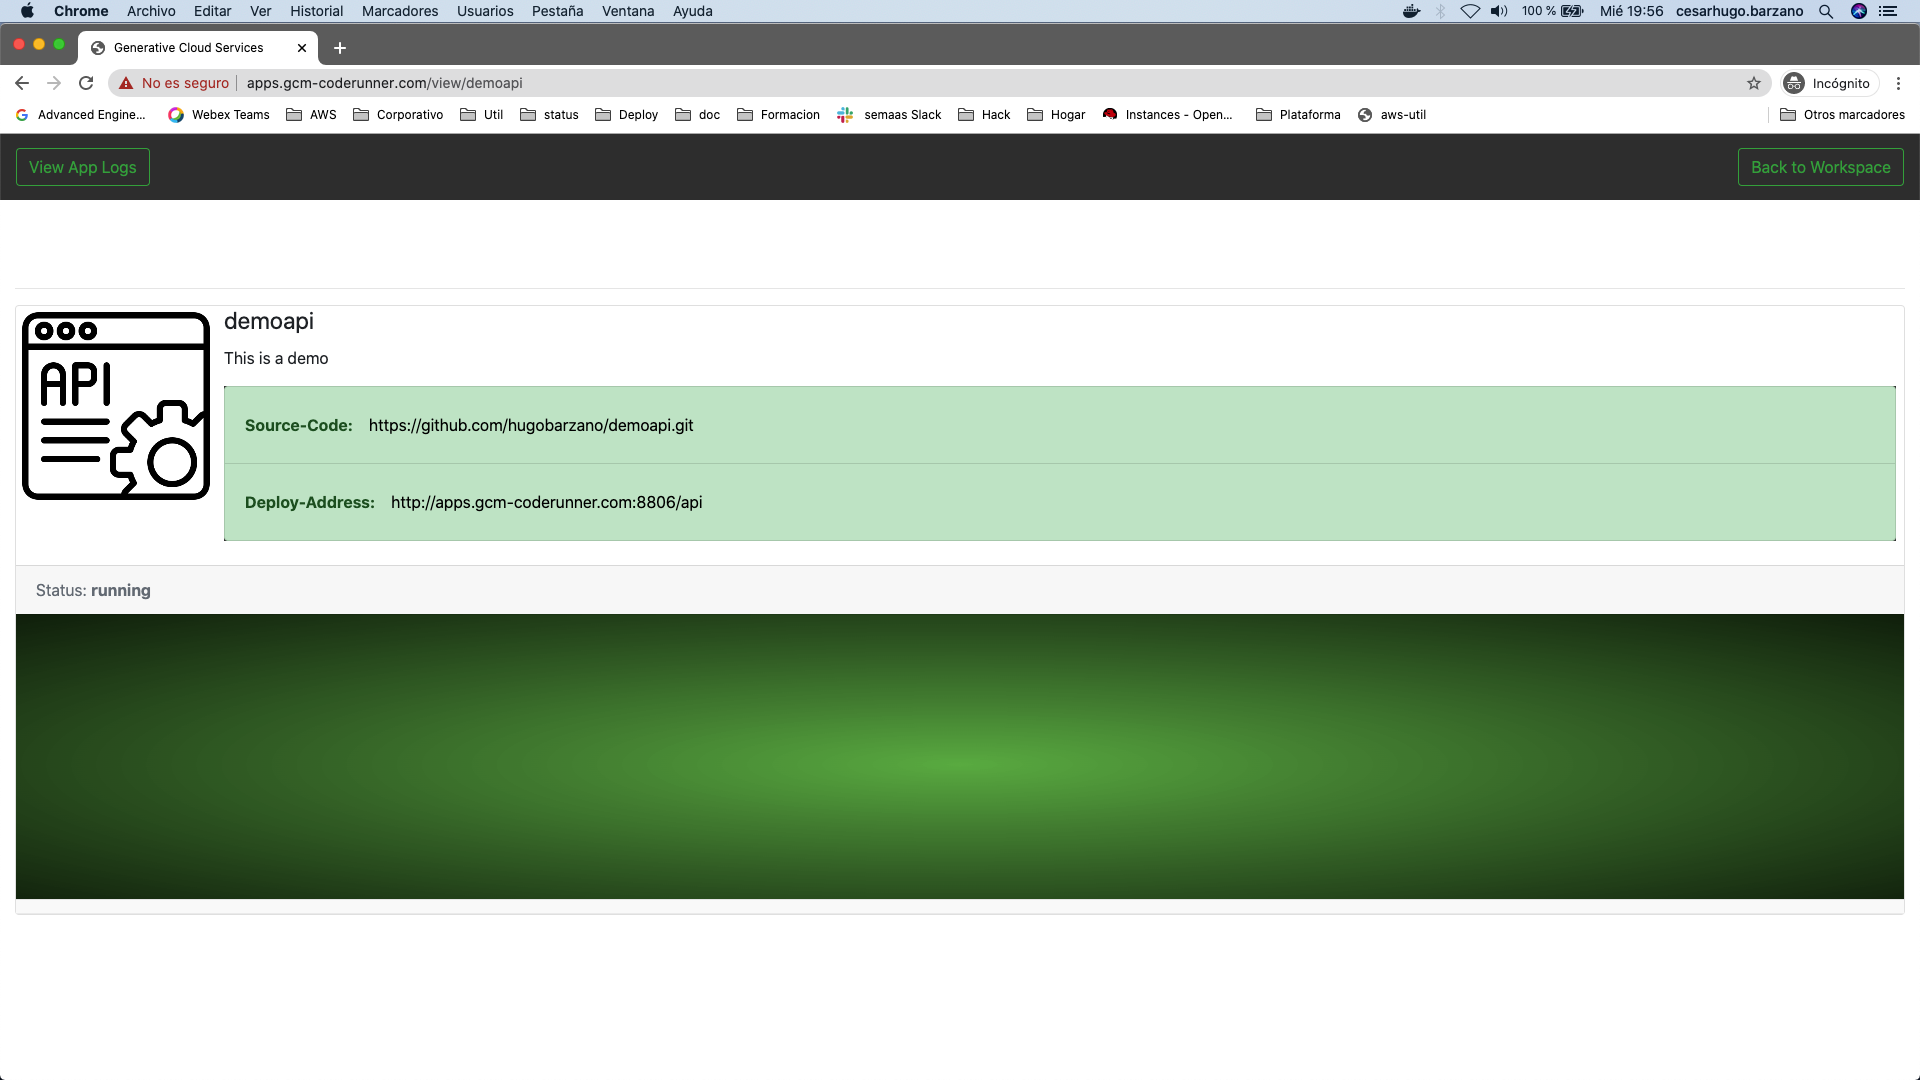 Chrome Archivo Editar Ver Historial Marcadores Usuarios Pestaña Ventana Ayuda 100 % Mié 19:56 cesarhugo.barzano
Generative Cloud Services
No es seguro apps.gcm-coderunner.com/view/demoapi Incógnito
Advanced Engine... Webex Teams AWS Corporativo Util status Deploy doc Formacion semaas Slack Hack Hogar Instances - Open... Plataforma aws-util Otros marcadores
View App Logs Back to Workspace
API
demoapi
This is a demo
Source-Code: https://github.com/hugobarzano/demoapi.git
Deploy-Address: http://apps.gcm-coderunner.com:8806/api
Status: running